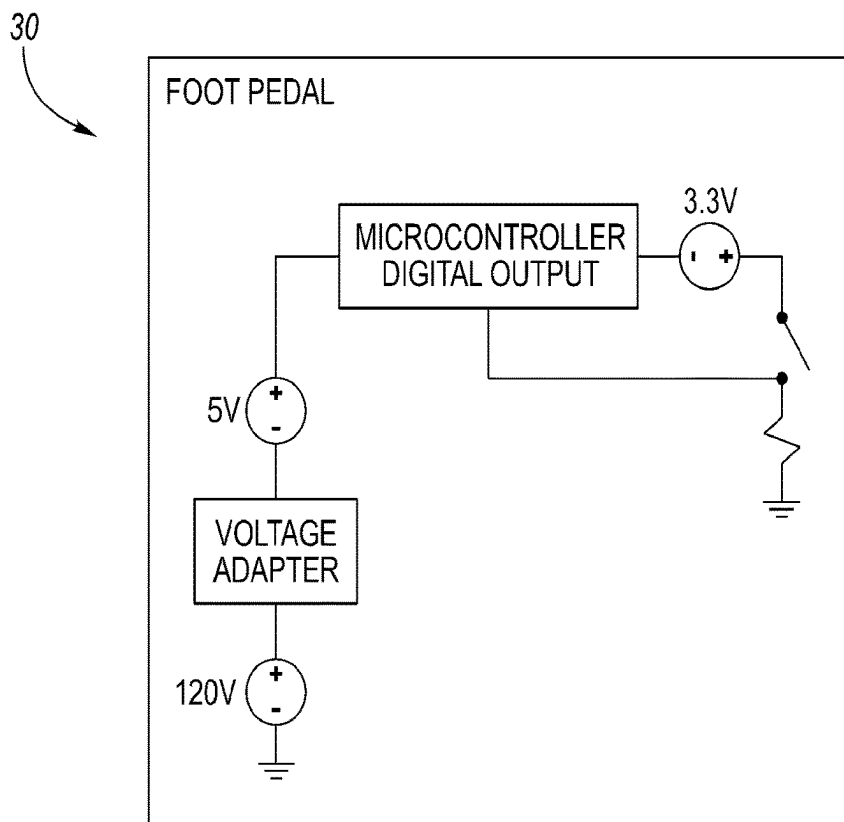 30
FOOT PEDAL
3.3V
MICROCONTROLLER
DIGITAL OUTPUT
- +
+
5V
-
VOLTAGE
ADAPTER
+
120V
-